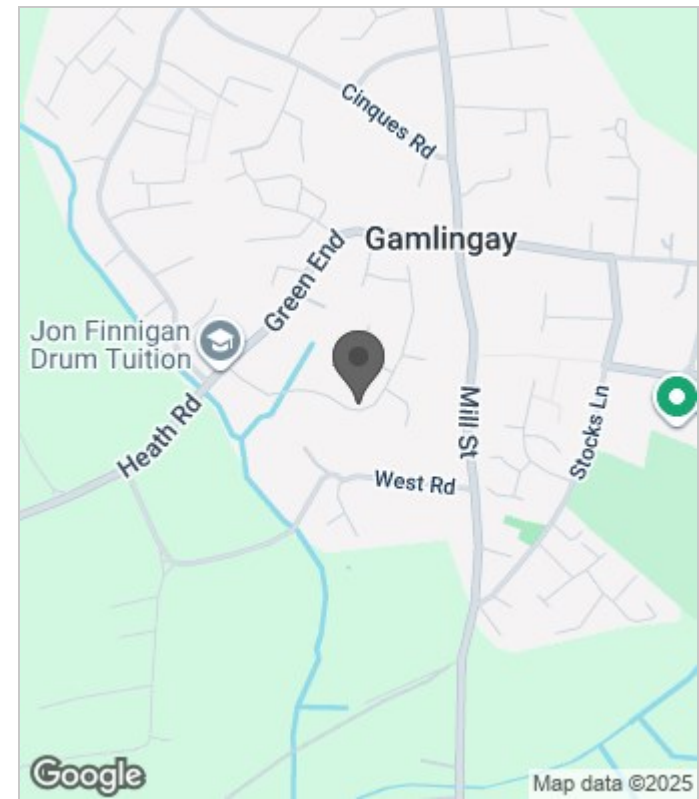 Cinques Rd
Gamlingay
Green End
Jon Finnigan
Drum Tuition
Heath Rd
Mill St
Stocks Ln
West Rd
Google
Map data ©2025